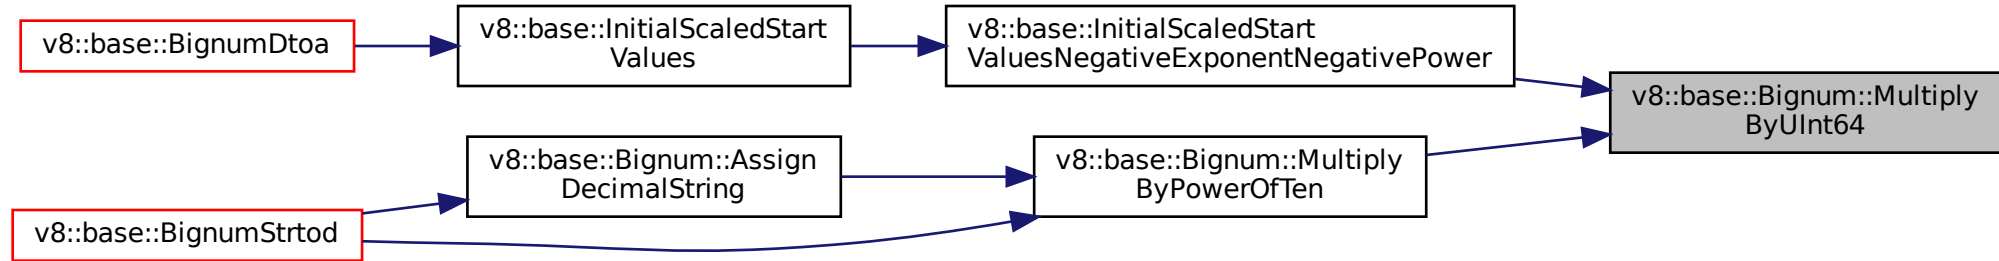 v8::base::BignumDtoa
v8::base::InitialScaledStart
Values
v8::base::InitialScaledStart
ValuesNegativeExponentNegativePower
v8::base::Bignum::Multiply
ByUInt64
v8::base::Bignum::Assign
DecimalString
v8::base::Bignum::Multiply
ByPowerOfTen
v8::base::BignumStrtod